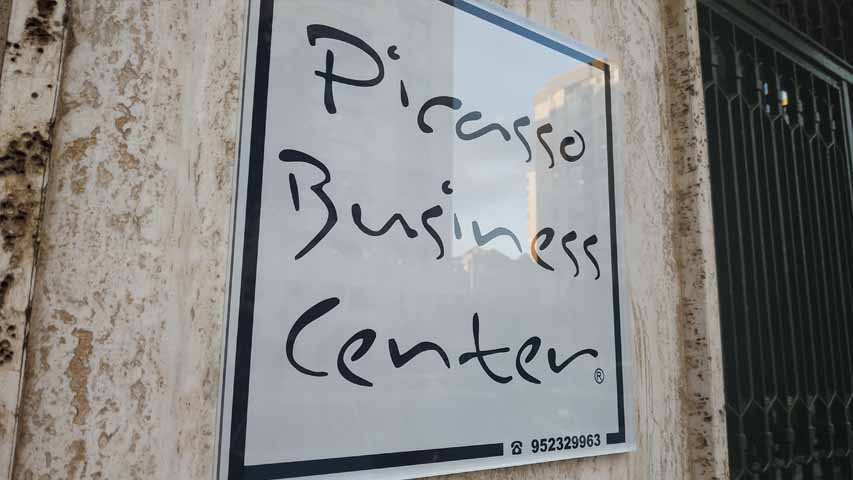 Picasso
Business
Center®
☎ 952329963